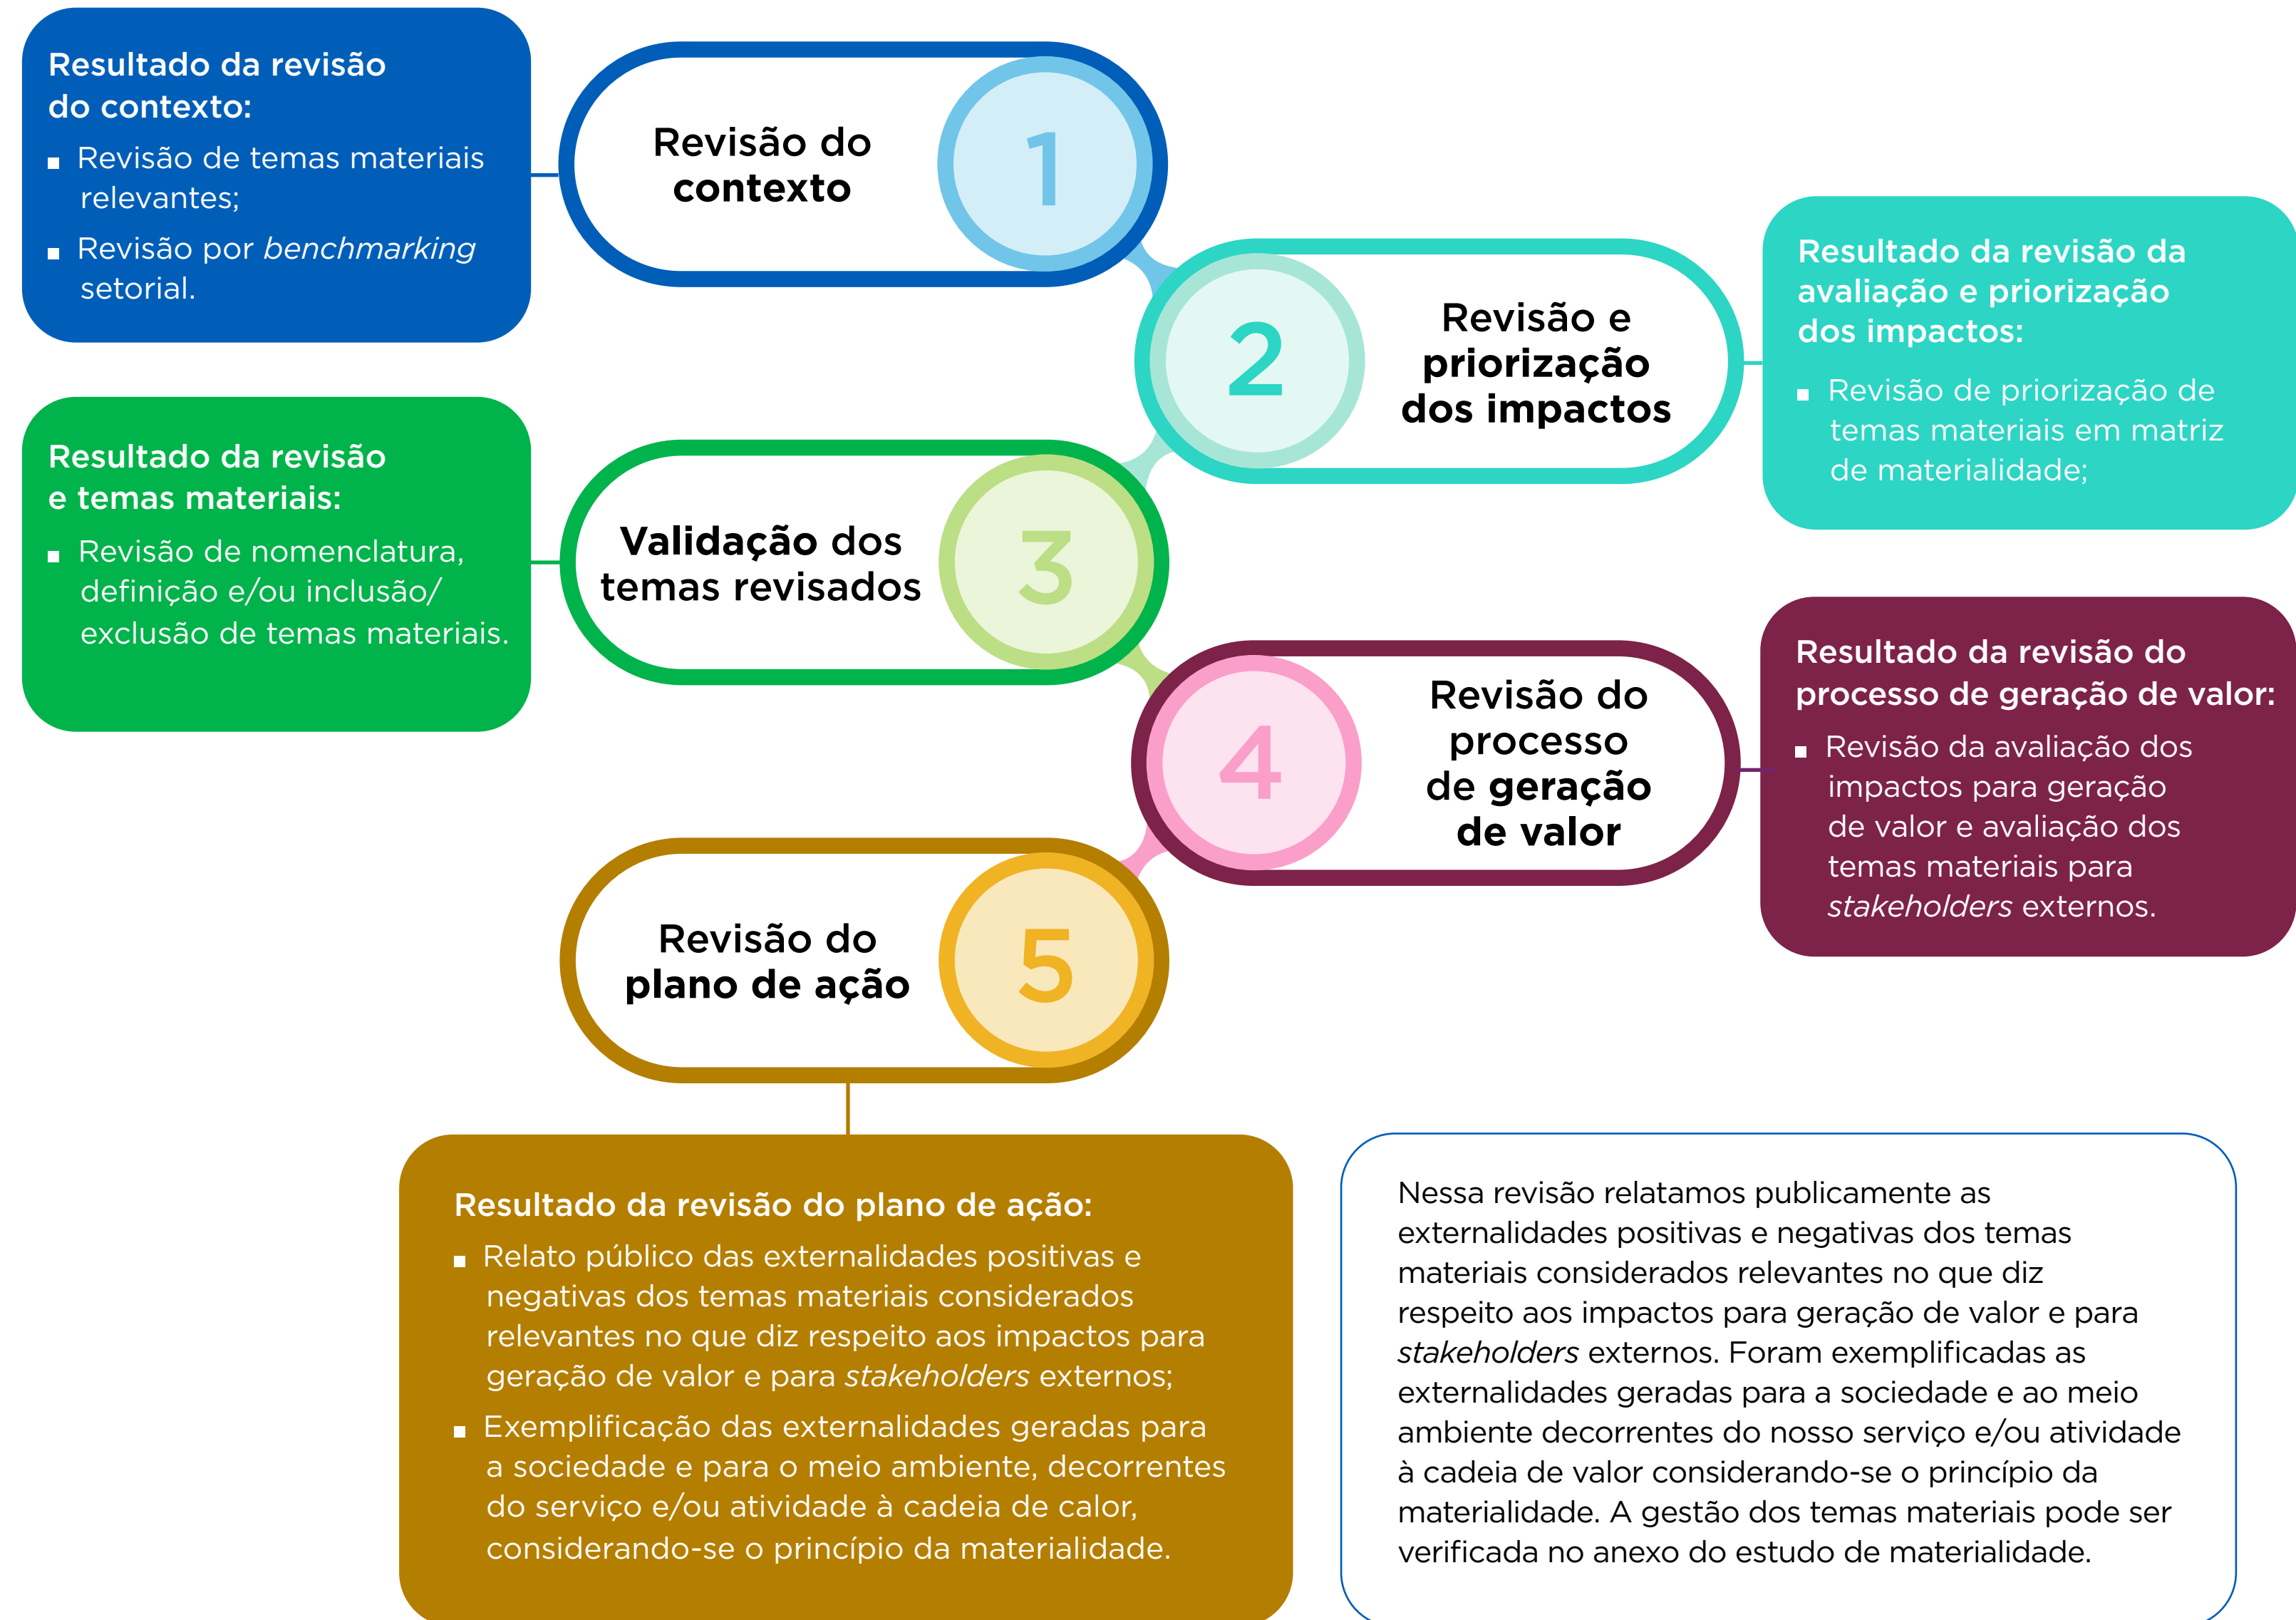 Resultado da revisão
do contexto:
▪ Revisão de temas materiais
relevantes;
▪ Revisão por benchmarking
setorial.
Revisão do
contexto
1
2
Revisão e
priorização
dos impactos
Resultado da revisão da
avaliação e priorização
dos impactos:
▪ Revisão de priorização de
temas materiais em matriz
de materialidade;
Resultado da revisão
e temas materiais:
▪ Revisão de nomenclatura,
definição e/ou inclusão/
exclusão de temas materiais.
Validação dos
temas revisados
3
4
Revisão do
processo
de geração
de valor
Resultado da revisão do
processo de geração de valor:
▪ Revisão da avaliação dos
impactos para geração
de valor e avaliação dos
temas materiais para
stakeholders externos.
Revisão do
plano de ação
5
Resultado da revisão do plano de ação:
▪ Relato público das externalidades positivas e
negativas dos temas materiais considerados
relevantes no que diz respeito aos impactos para
geração de valor e para stakeholders externos;
▪ Exemplificação das externalidades geradas para
a sociedade e para o meio ambiente, decorrentes
do serviço e/ou atividade à cadeia de calor,
considerando-se o princípio da materialidade.
Nessa revisão relatamos publicamente as
externalidades positivas e negativas dos temas
materiais considerados relevantes no que diz
respeito aos impactos para geração de valor e para
stakeholders externos. Foram exemplificadas as
externalidades geradas para a sociedade e ao meio
ambiente decorrentes do nosso serviço e/ou atividade
à cadeia de valor considerando-se o princípio da
materialidade. A gestão dos temas materiais pode ser
verificada no anexo do estudo de materialidade.